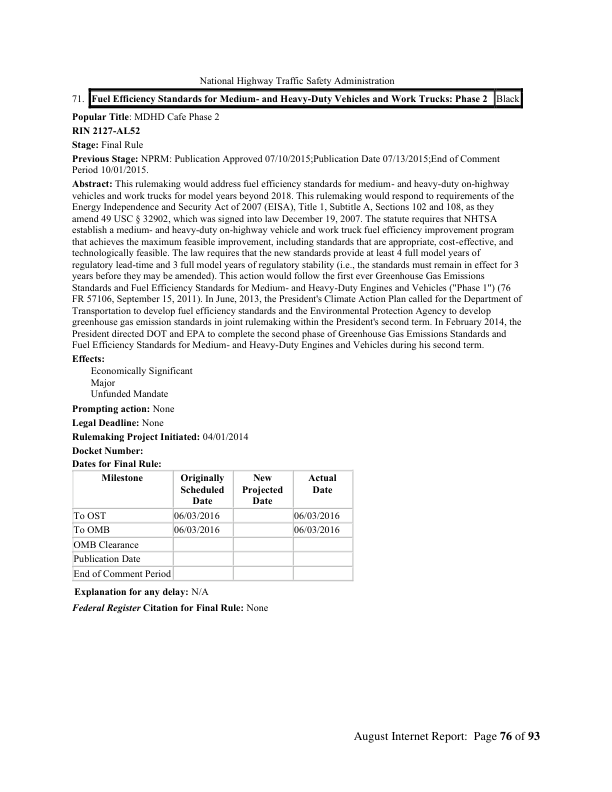 National Highway Traffic Safety Administration
71. Fuel Efficiency Standards for Medium- and Heavy-Duty Vehicles and Work Trucks: Phase 2 Black
Popular Title: MDHD Cafe Phase 2
RIN 2127-AL52
Stage: Final Rule
Previous Stage: NPRM: Publication Approved 07/10/2015;Publication Date 07/13/2015;End of Comment
Period 10/01/2015.
Abstract: This rulemaking would address fuel efficiency standards for medium- and heavy-duty on-highway
vehicles and work trucks for model years beyond 2018. This rulemaking would respond to requirements of the
Energy Independence and Security Act of 2007 (EISA), Title 1, Subtitle A, Sections 102 and 108, as they
amend 49 USC § 32902, which was signed into law December 19, 2007. The statute requires that NHTSA
establish a medium- and heavy-duty on-highway vehicle and work truck fuel efficiency improvement program
that achieves the maximum feasible improvement, including standards that are appropriate, cost-effective, and
technologically feasible. The law requires that the new standards provide at least 4 full model years of
regulatory lead-time and 3 full model years of regulatory stability (i.e., the standards must remain in effect for 3
years before they may be amended). This action would follow the first ever Greenhouse Gas Emissions
Standards and Fuel Efficiency Standards for Medium- and Heavy-Duty Engines and Vehicles ("Phase 1") (76
FR 57106, September 15, 2011). In June, 2013, the President's Climate Action Plan called for the Department of
Transportation to develop fuel efficiency standards and the Environmental Protection Agency to develop
greenhouse gas emission standards in joint rulemaking within the President's second term. In February 2014, the
President directed DOT and EPA to complete the second phase of Greenhouse Gas Emissions Standards and
Fuel Efficiency Standards for Medium- and Heavy-Duty Engines and Vehicles during his second term.
Effects:
Economically Significant
Major
Unfunded Mandate
Prompting action: None
Legal Deadline: None
Rulemaking Project Initiated: 04/01/2014
Docket Number:
Dates for Final Rule:
Milestone Originally Scheduled Date New Projected Date Actual Date
To OST 06/03/2016 06/03/2016
To OMB 06/03/2016 06/03/2016
OMB Clearance
Publication Date
End of Comment Period
Explanation for any delay: N/A
Federal Register Citation for Final Rule: None
August Internet Report: Page 76 of 93